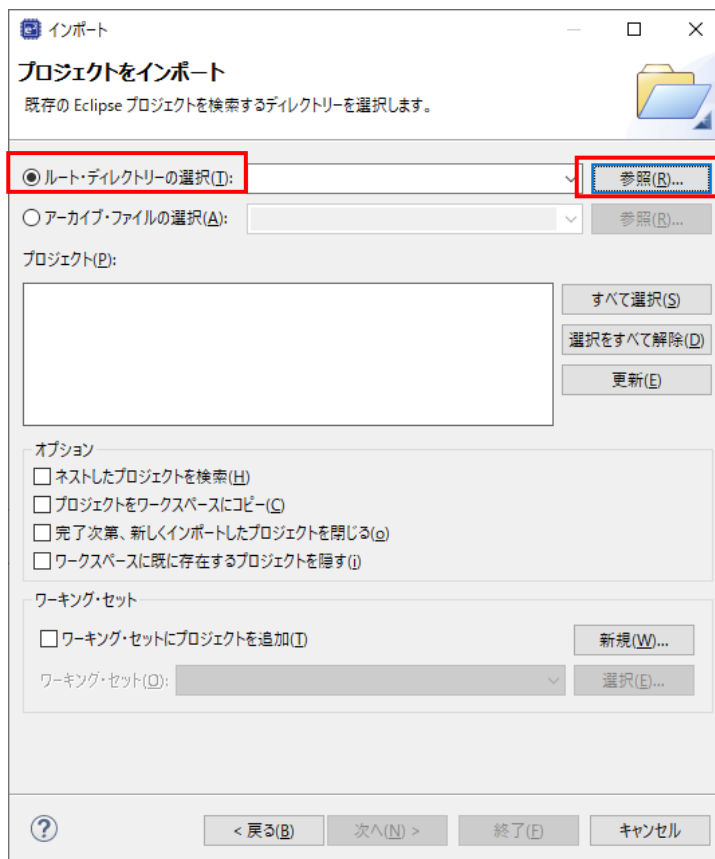 インポート
プロジェクトをインポート
既存の Eclipse プロジェクトを検索するディレクトリーを選択します。
ルート・ディレクトリーの選択(T): 参照(R)...
アーカイブ・ファイルの選択(A): 参照(R)...
プロジェクト(P):
すべて選択(S)
選択をすべて解除(D)
更新(E)
オプション
ネストしたプロジェクトを検索(H)
プロジェクトをワークスペースにコピー(C)
完了次第、新しくインポートしたプロジェクトを閉じる(o)
ワークスペースに既に存在するプロジェクトを隠す(i)
ワーキング・セット
ワーキング・セットにプロジェクトを追加(T) 新規(W)...
ワーキング・セット(O): 選択(E)...
< 戻る(B) 次へ(N) > 終了(F) キャンセル